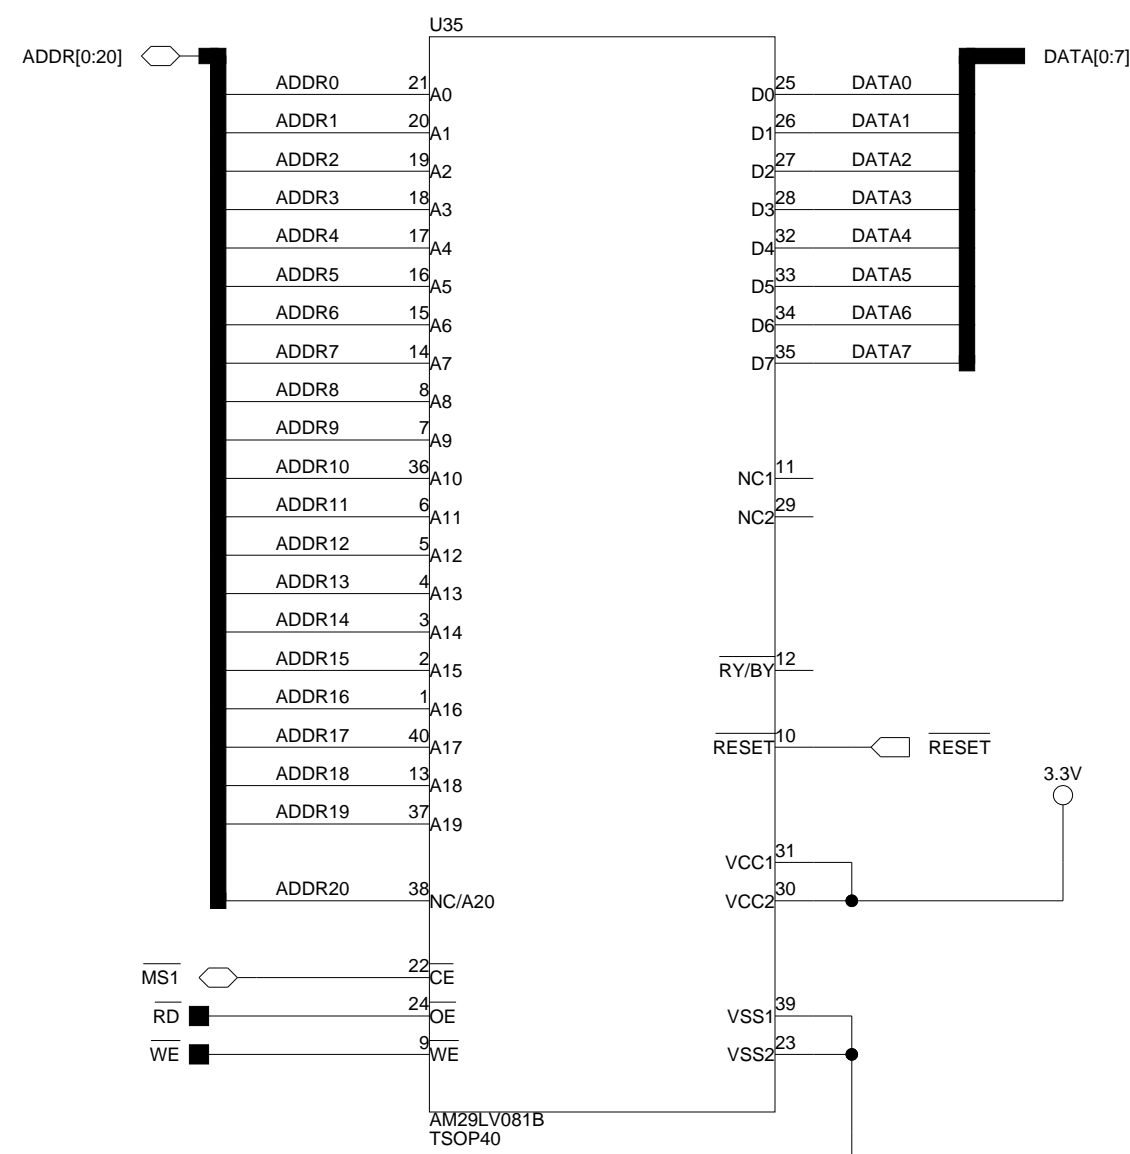 U35
ADDR[0:20] DATA[0:7]
ADDR0 21 A0 D0 25 DATA0
ADDR1 20 A1 D1 26 DATA1
ADDR2 19 A2 D2 27 DATA2
ADDR3 18 A3 D3 28 DATA3
ADDR4 17 A4 D4 32 DATA4
ADDR5 16 A5 D5 33 DATA5
ADDR6 15 A6 D6 34 DATA6
ADDR7 14 A7 D7 35 DATA7
ADDR8 8 A8
ADDR9 7 A9
ADDR10 36 A10 NC1 11
ADDR11 6 A11 NC2 29
ADDR12 5 A12
ADDR13 4 A13
ADDR14 3 A14
ADDR15 2 A15 RY/BY 12
ADDR16 1 A16
ADDR17 40 A17 RESET 10 RESET
ADDR18 13 A18 3.3V
ADDR19 37 A19
VCC1 31
ADDR20 38 NC/A20 VCC2 30
MS1 22 CE
RD 24 OE VSS1 39
WE 9 WE VSS2 23
AM29LV081B
TSOP40